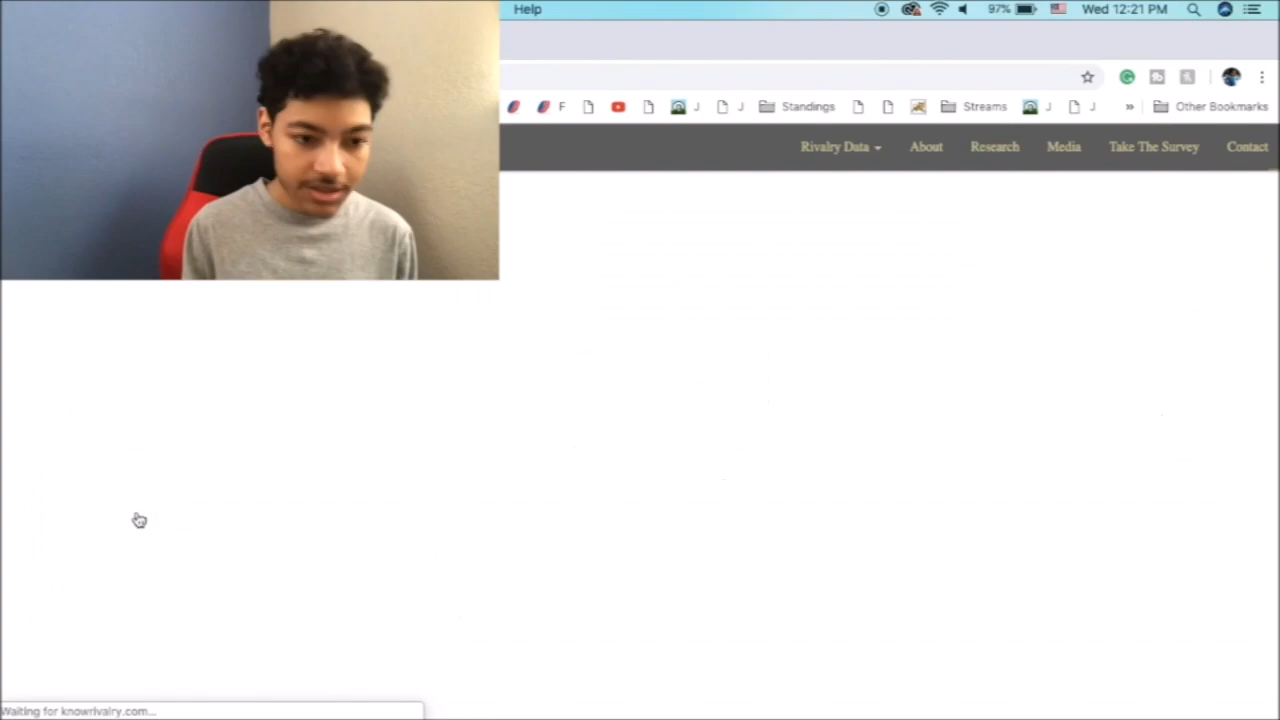 Help
97%
Wed 12:21 PM
F
J
J
Standings
Streams
J
J
»
Other Bookmarks
Rivalry Data
About
Research
Media
Take The Survey
Contact
Waiting for knowrivalry.com...